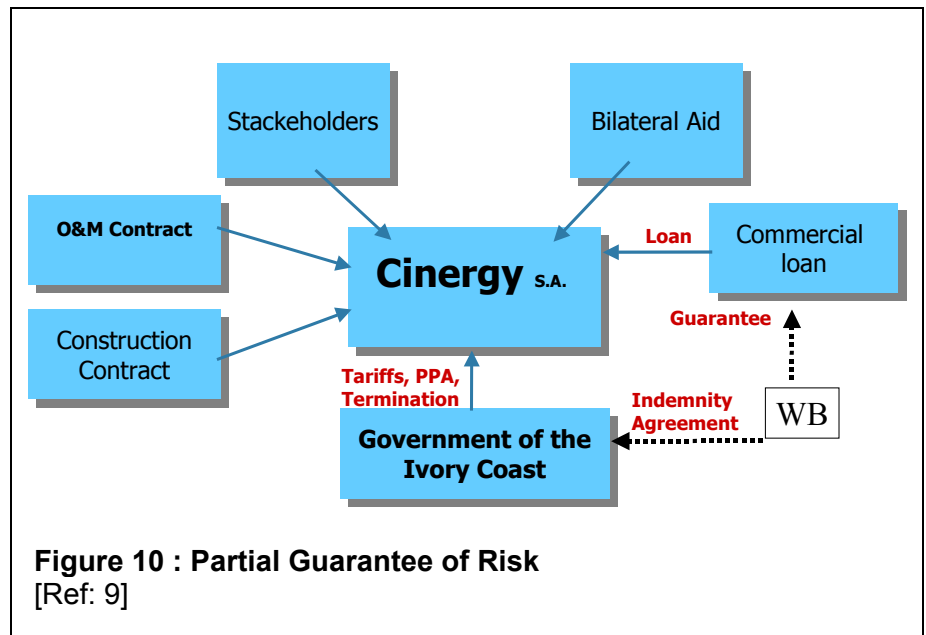 Stackeholders
Bilateral Aid
O&M Contract
Cinergy S.A.
Loan
Commercial
loan
Construction
Contract
Guarantee
Tariffs, PPA,
Termination
Indemnity
Agreement
WB
Government of the
Ivory Coast
Figure 10 : Partial Guarantee of Risk
[Ref: 9]